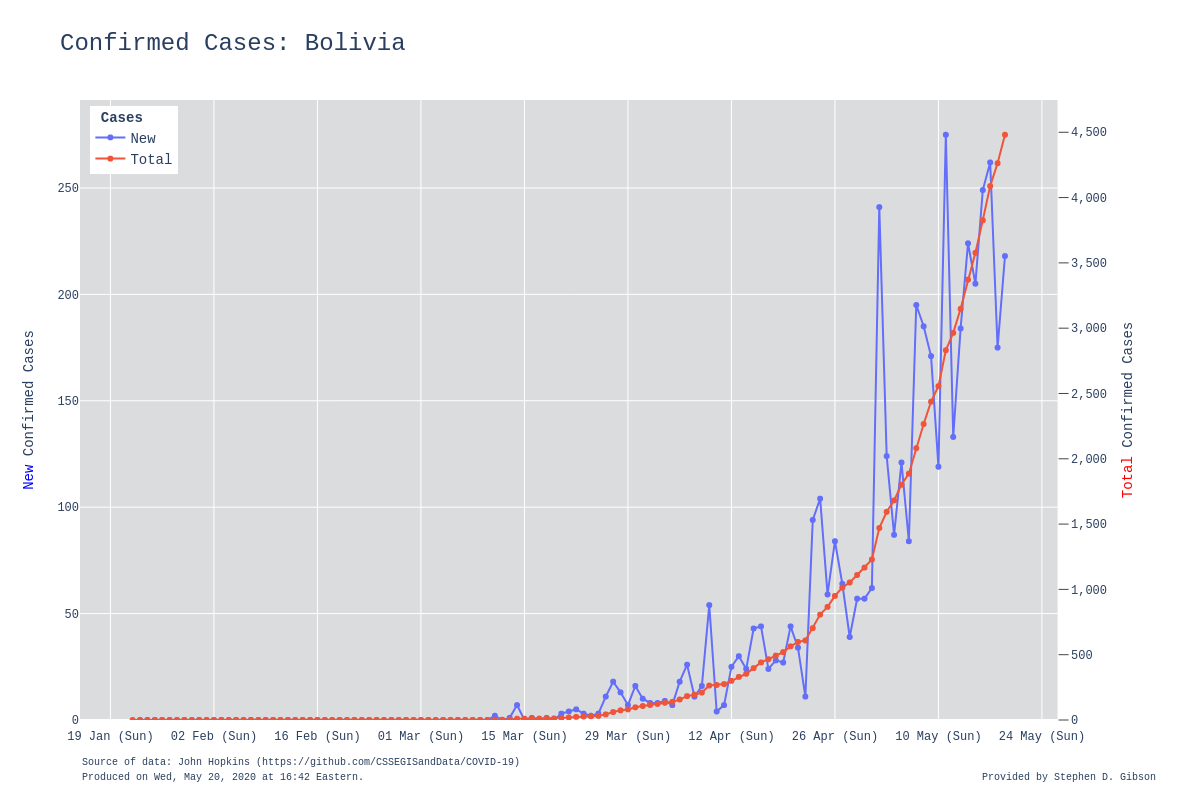 Confirmed Cases: Bolivia
Cases
New
Total
250
200
150
100
50
0
4,500
4,000
3,500
3,000
2,500
2,000
1,500
1,000
500
0
New Confirmed Cases
Total Confirmed Cases
19 Jan (Sun) 02 Feb (Sun) 16 Feb (Sun) 01 Mar (Sun) 15 Mar (Sun) 29 Mar (Sun) 12 Apr (Sun) 26 Apr (Sun) 10 May (Sun) 24 May (Sun)
Source of data: John Hopkins (https://github.com/CSSEGISandData/COVID-19)
Produced on Wed, May 20, 2020 at 16:42 Eastern.
Provided by Stephen D. Gibson